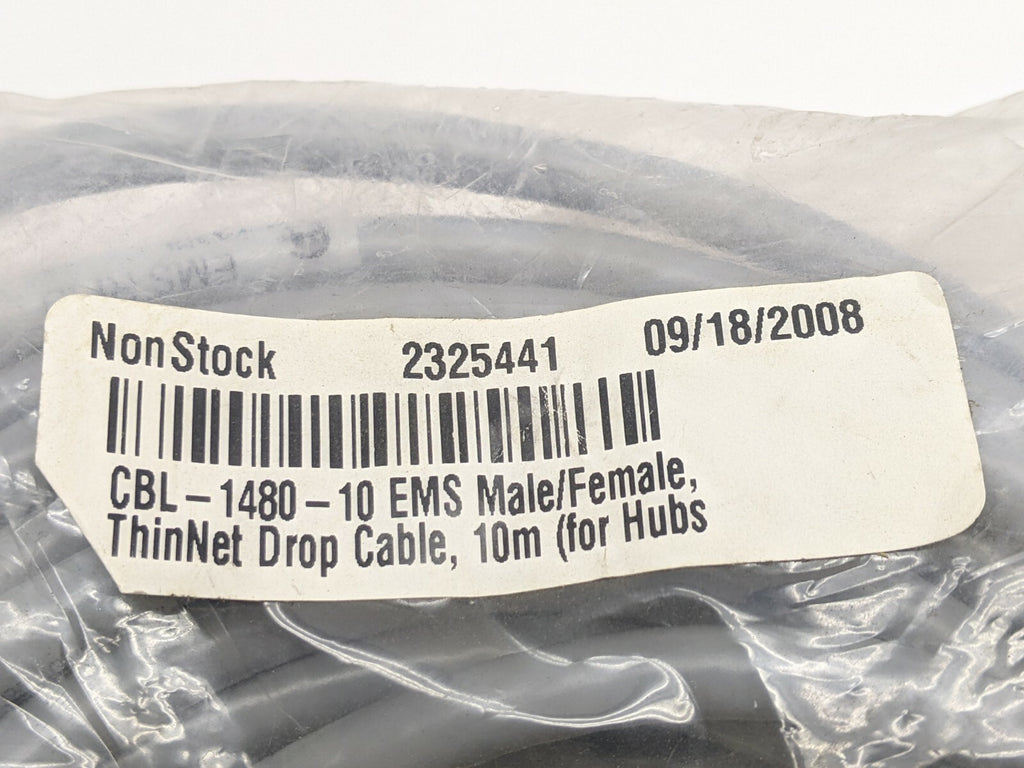 NonStock 2325441 09/18/2008
CBL-1480-10 EMS Male/Female,
ThinNet Drop Cable, 10m (for Hubs